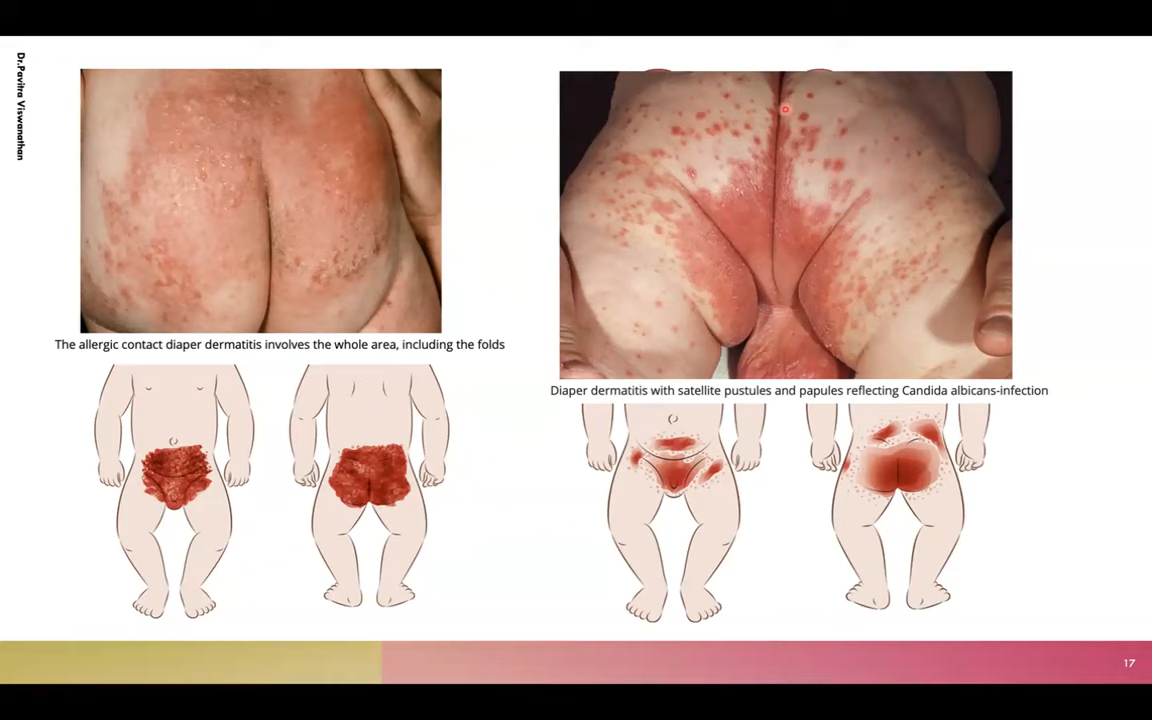 Dr.Pavitra Viswanathan
The allergic contact diaper dermatitis involves the whole area, including the folds
Diaper dermatitis with satellite pustules and papules reflecting Candida albicans-infection
17